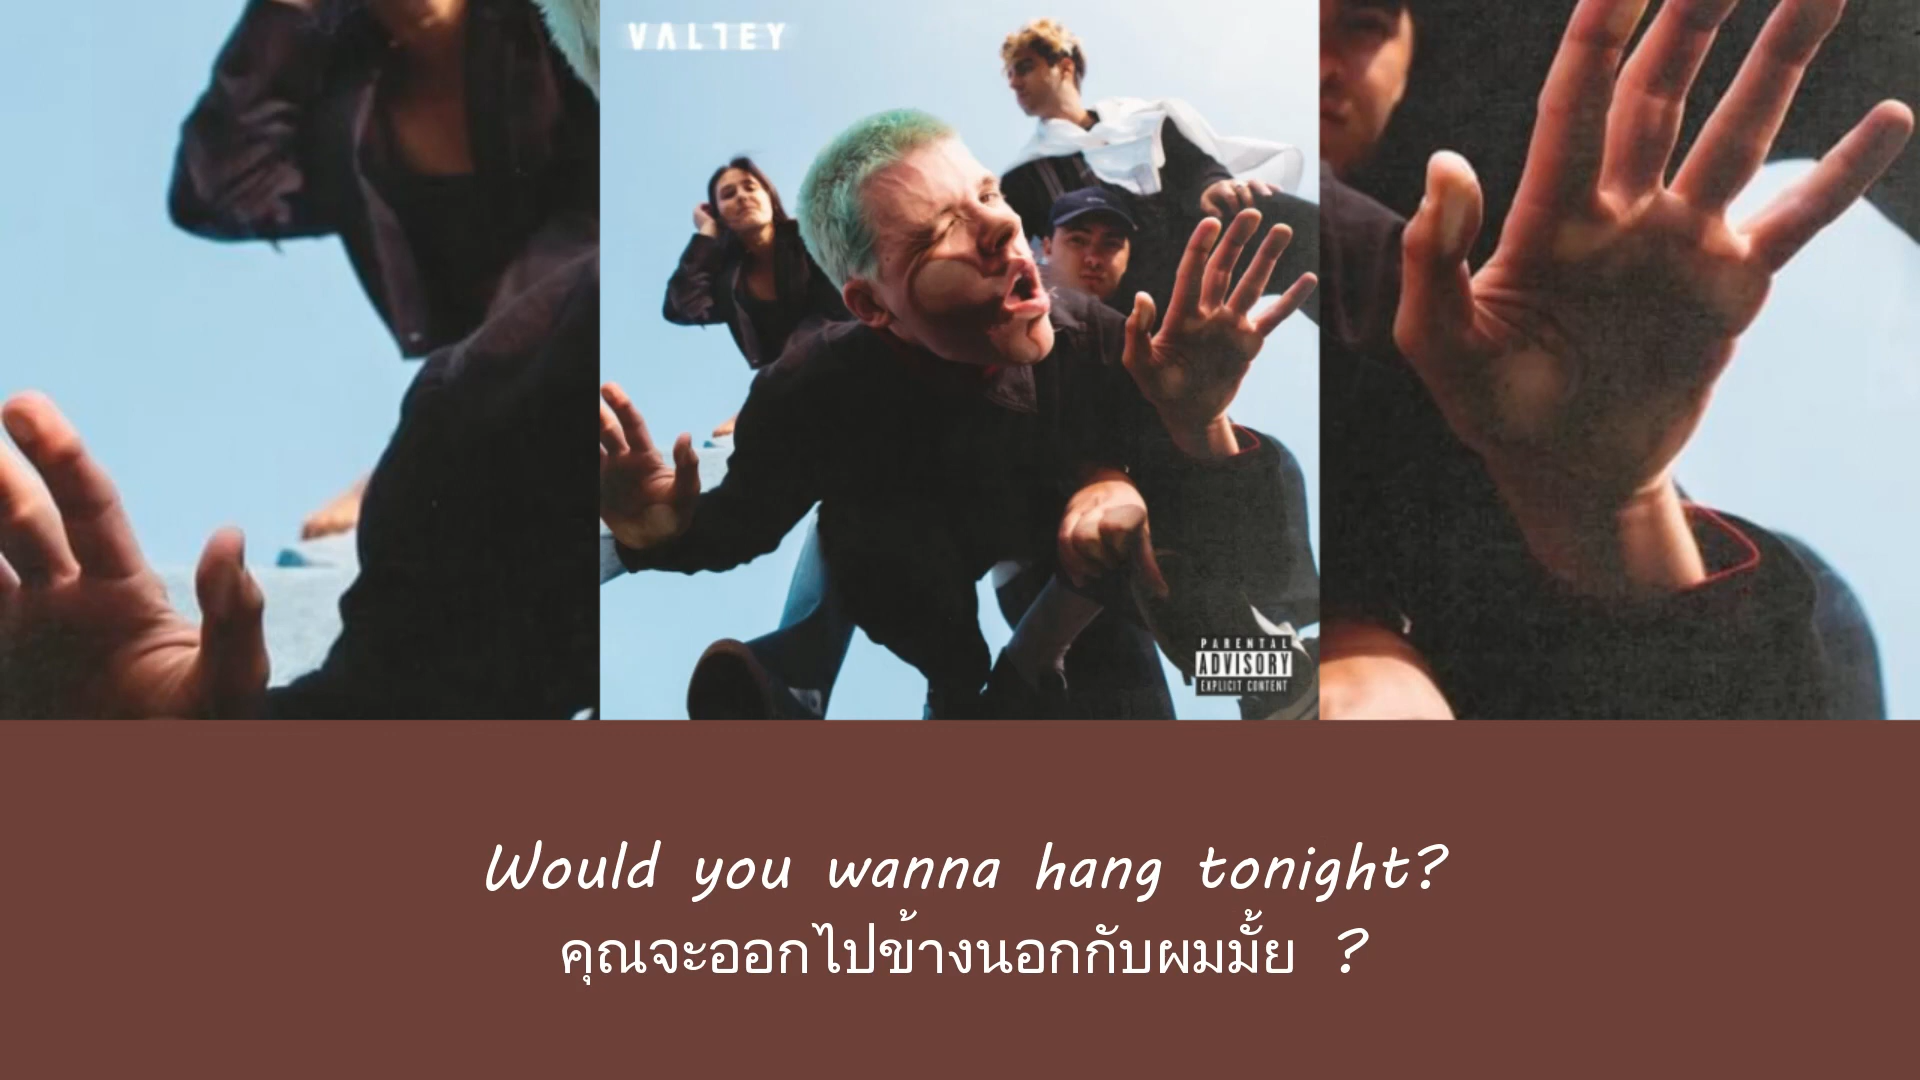 VALLEY
PARENTAL
ADVISORY
EXPLICIT CONTENT
Would you wanna hang tonight?
คุณจะออกไปข้างนอกกับผมมั้ย ?